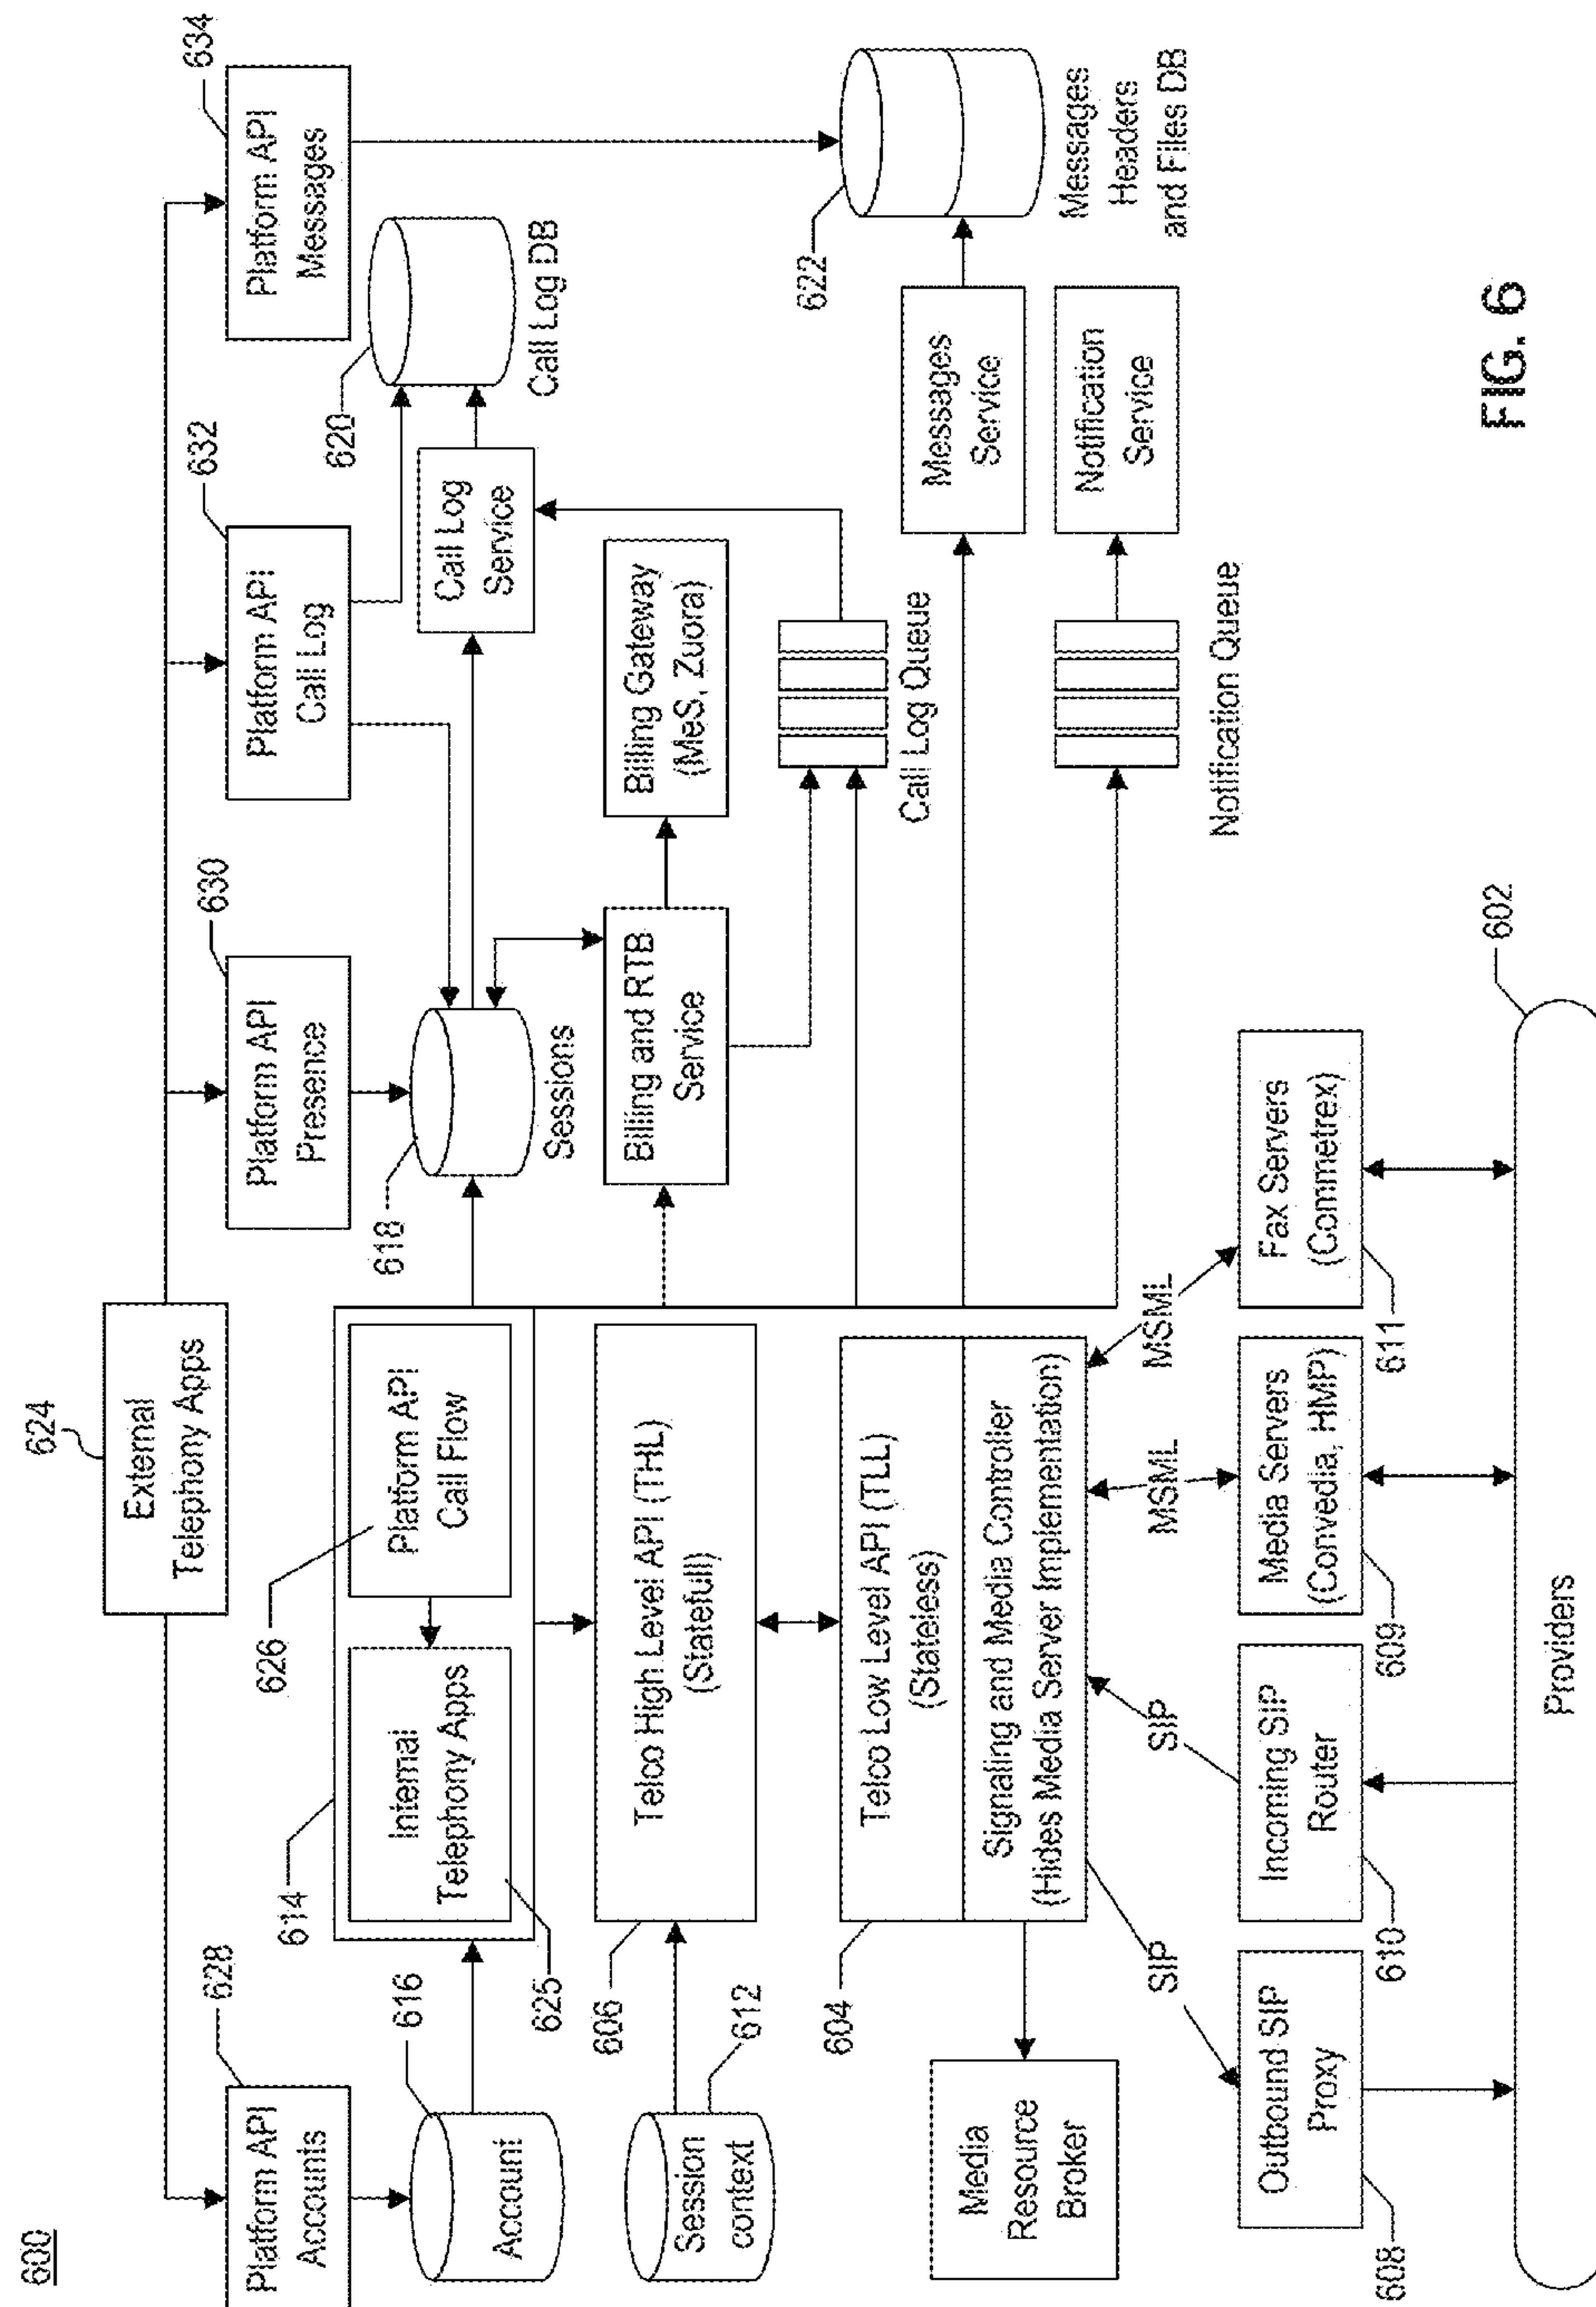 600
624
External
Telephony Apps
628
Platform API
Accounts
630
Platform API
Presence
632
Platform API
Call Log
634
Platform API
Messages
614
626
Internal
Telephony Apps
Platform API
Call Flow
625
616
Account
618
Sessions
Call Log
Service
620
Call Log DB
606
Telco High Level API (THL)
(Statefull)
Session
context
612
Billing and RTB
Service
Billing Gateway
(MeS, Zuora)
604
Telco Low Level API (TLL)
(Stateless)
Signaling and Media Controller
(Hides Media Server Implementation)
Call Log Queue
622
Messages
Headers
and Files DB
Messages
Service
Media
Resource
Broker
Notification Queue
Notification
Service
SIP
SIP
MSML
MSML
Outbound SIP
Proxy
608
Incoming SIP
Router
610
Media Servers
(Convedia, HMP)
609
Fax Servers
(Commetrex)
611
602
Providers
FIG. 6